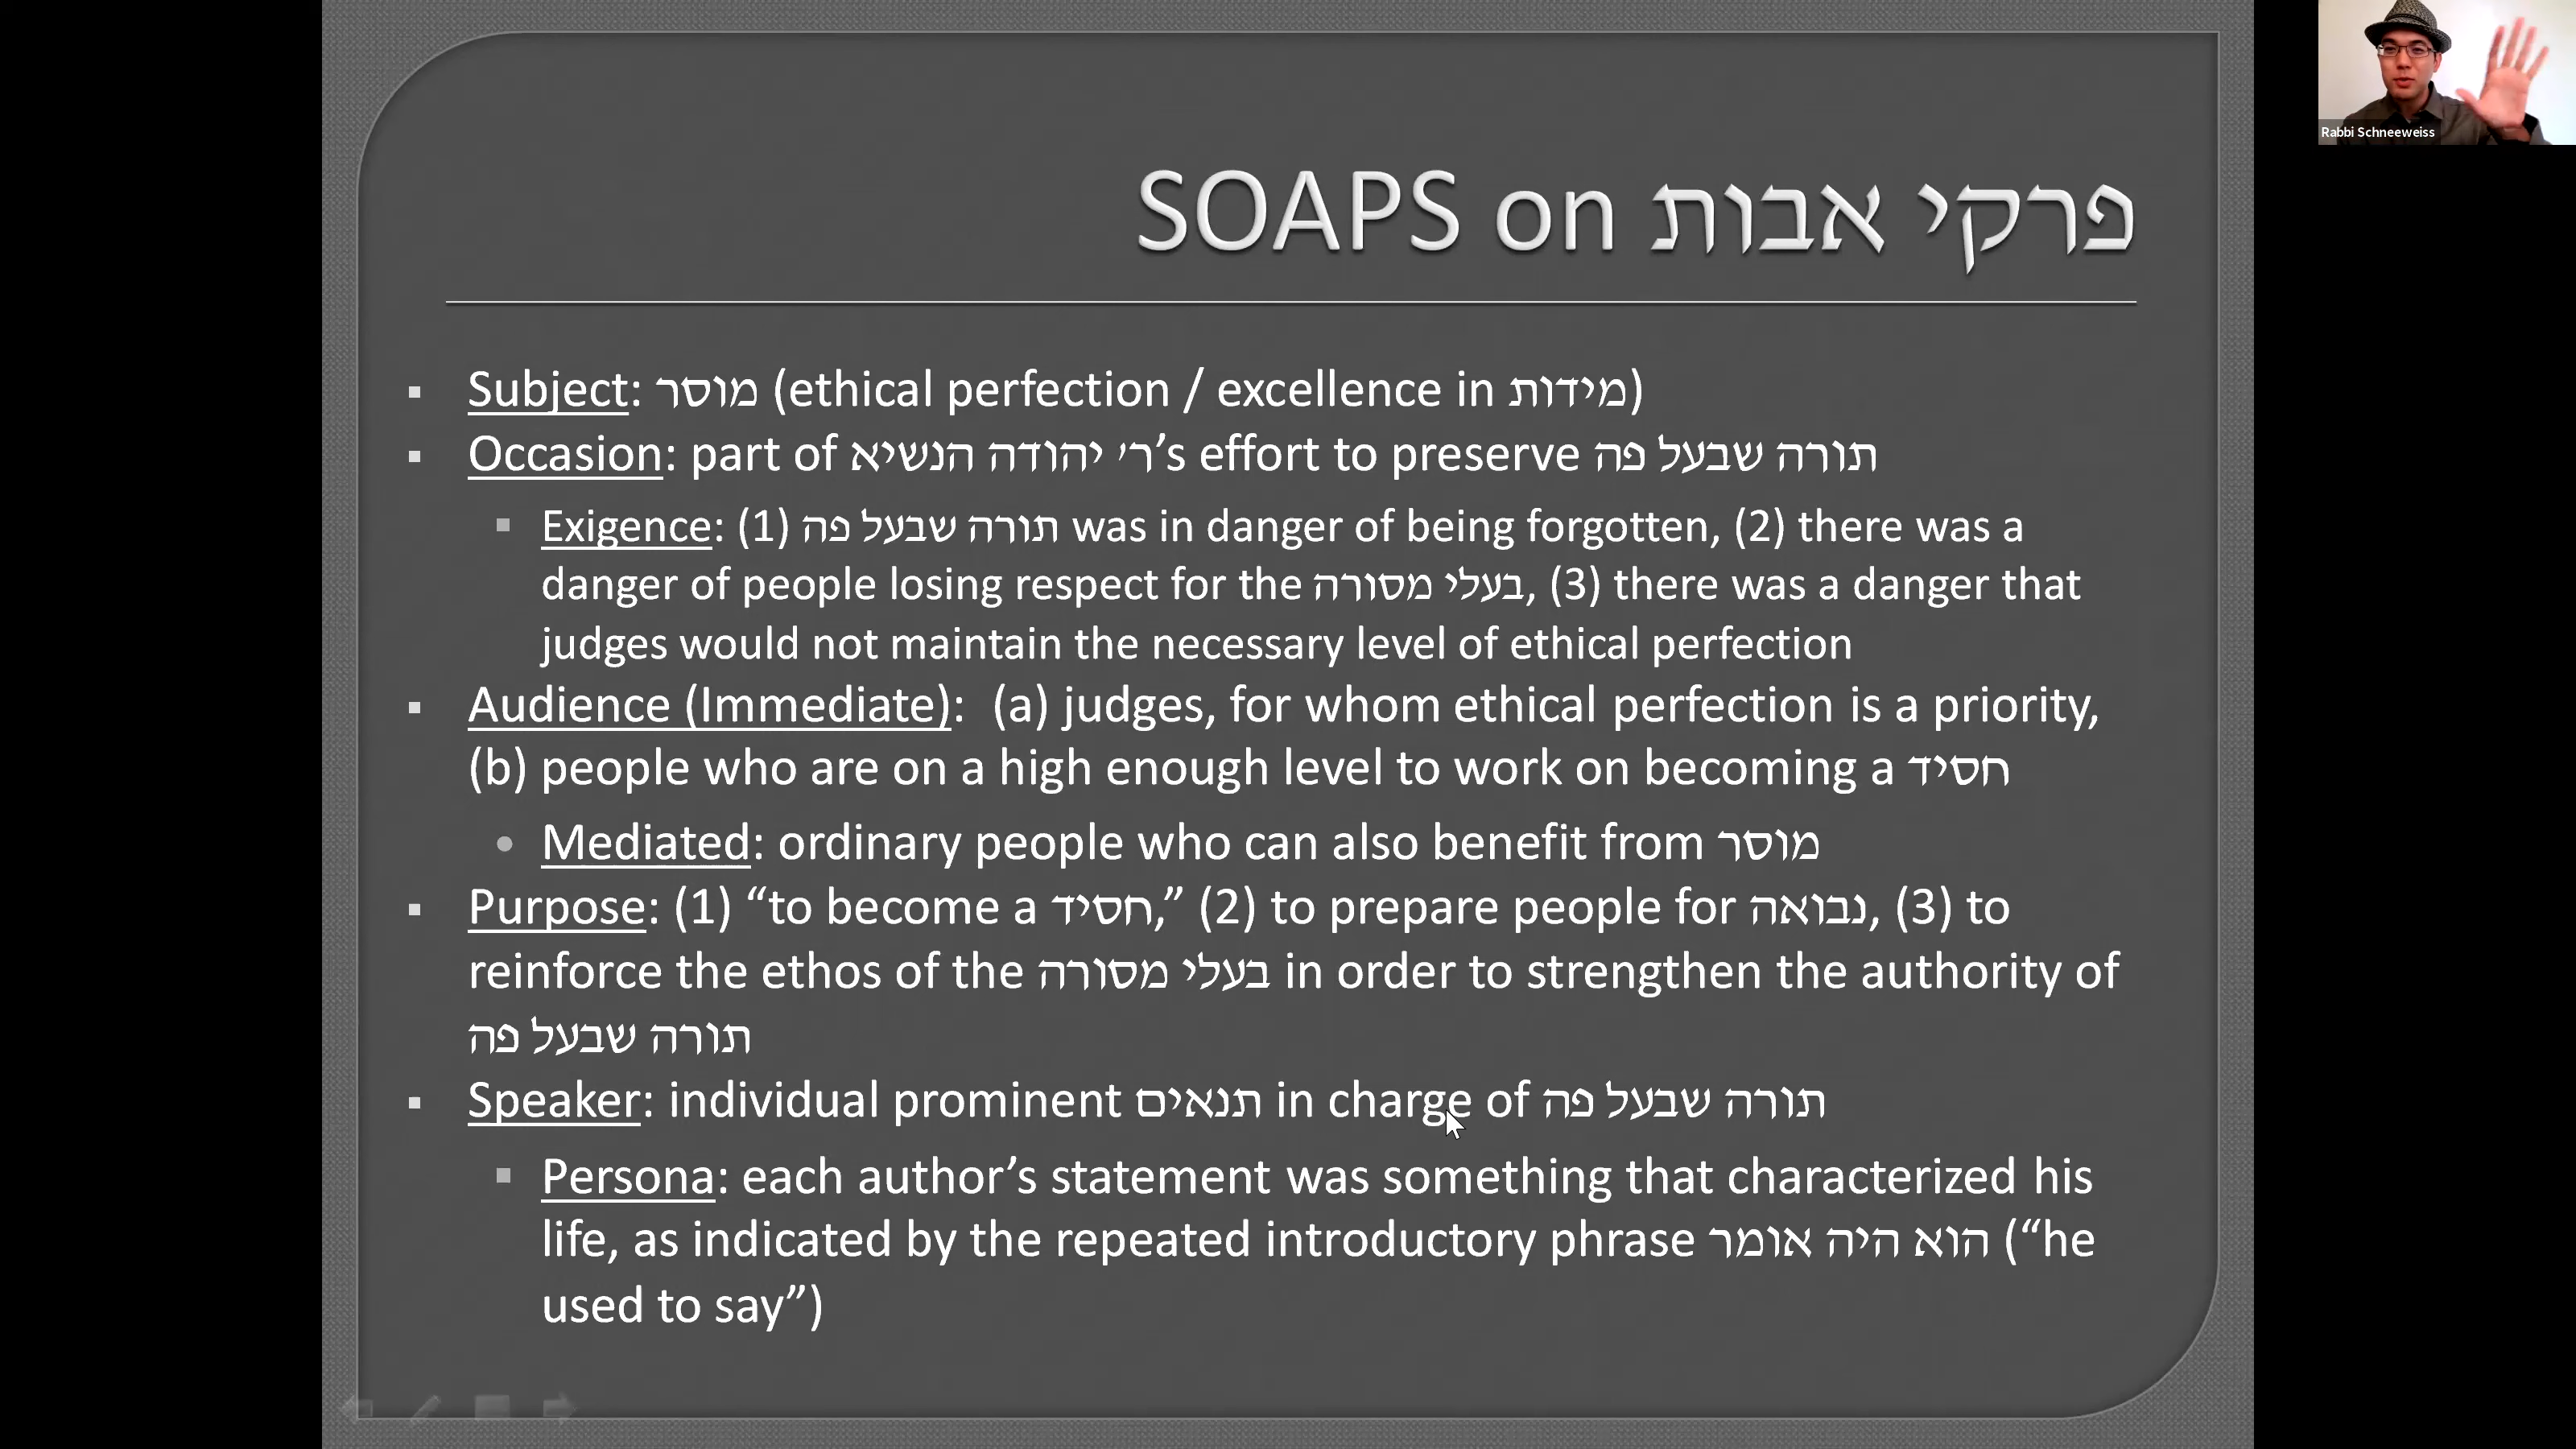 SOAPS on פרקי אבות
Subject: מוסר (ethical perfection / excellence in מידות)
Occasion: part of ר׳ יהודה הנשיא’s effort to preserve תורה שבעל פה
Exigence: (1) תורה שבעל פה was in danger of being forgotten, (2) there was a
danger of people losing respect for the בעלי מסורה, (3) there was a danger that
judges would not maintain the necessary level of ethical perfection
Audience (Immediate): (a) judges, for whom ethical perfection is a priority,
(b) people who are on a high enough level to work on becoming a חסיד
Mediated: ordinary people who can also benefit from מוסר
Purpose: (1) “to become a חסיד,” (2) to prepare people for נבואה, (3) to
reinforce the ethos of the בעלי מסורה in order to strengthen the authority of
תורה שבעל פה
Speaker: individual prominent תנאים in charge of תורה שבעל פה
Persona: each author’s statement was something that characterized his
life, as indicated by the repeated introductory phrase הוא היה אומר (“he
used to say”)
Rabbi Schneeweiss